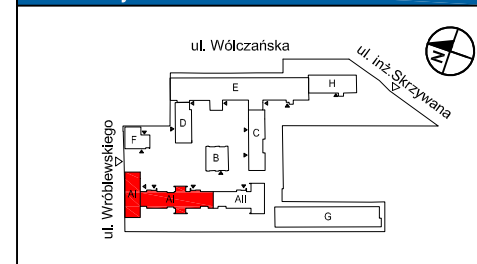 ul. Wólczańska
ul. inż.Skrzywana
N
E
H
D
C
F
B
ul. Wróblewskiego
AI
AI
AII
G